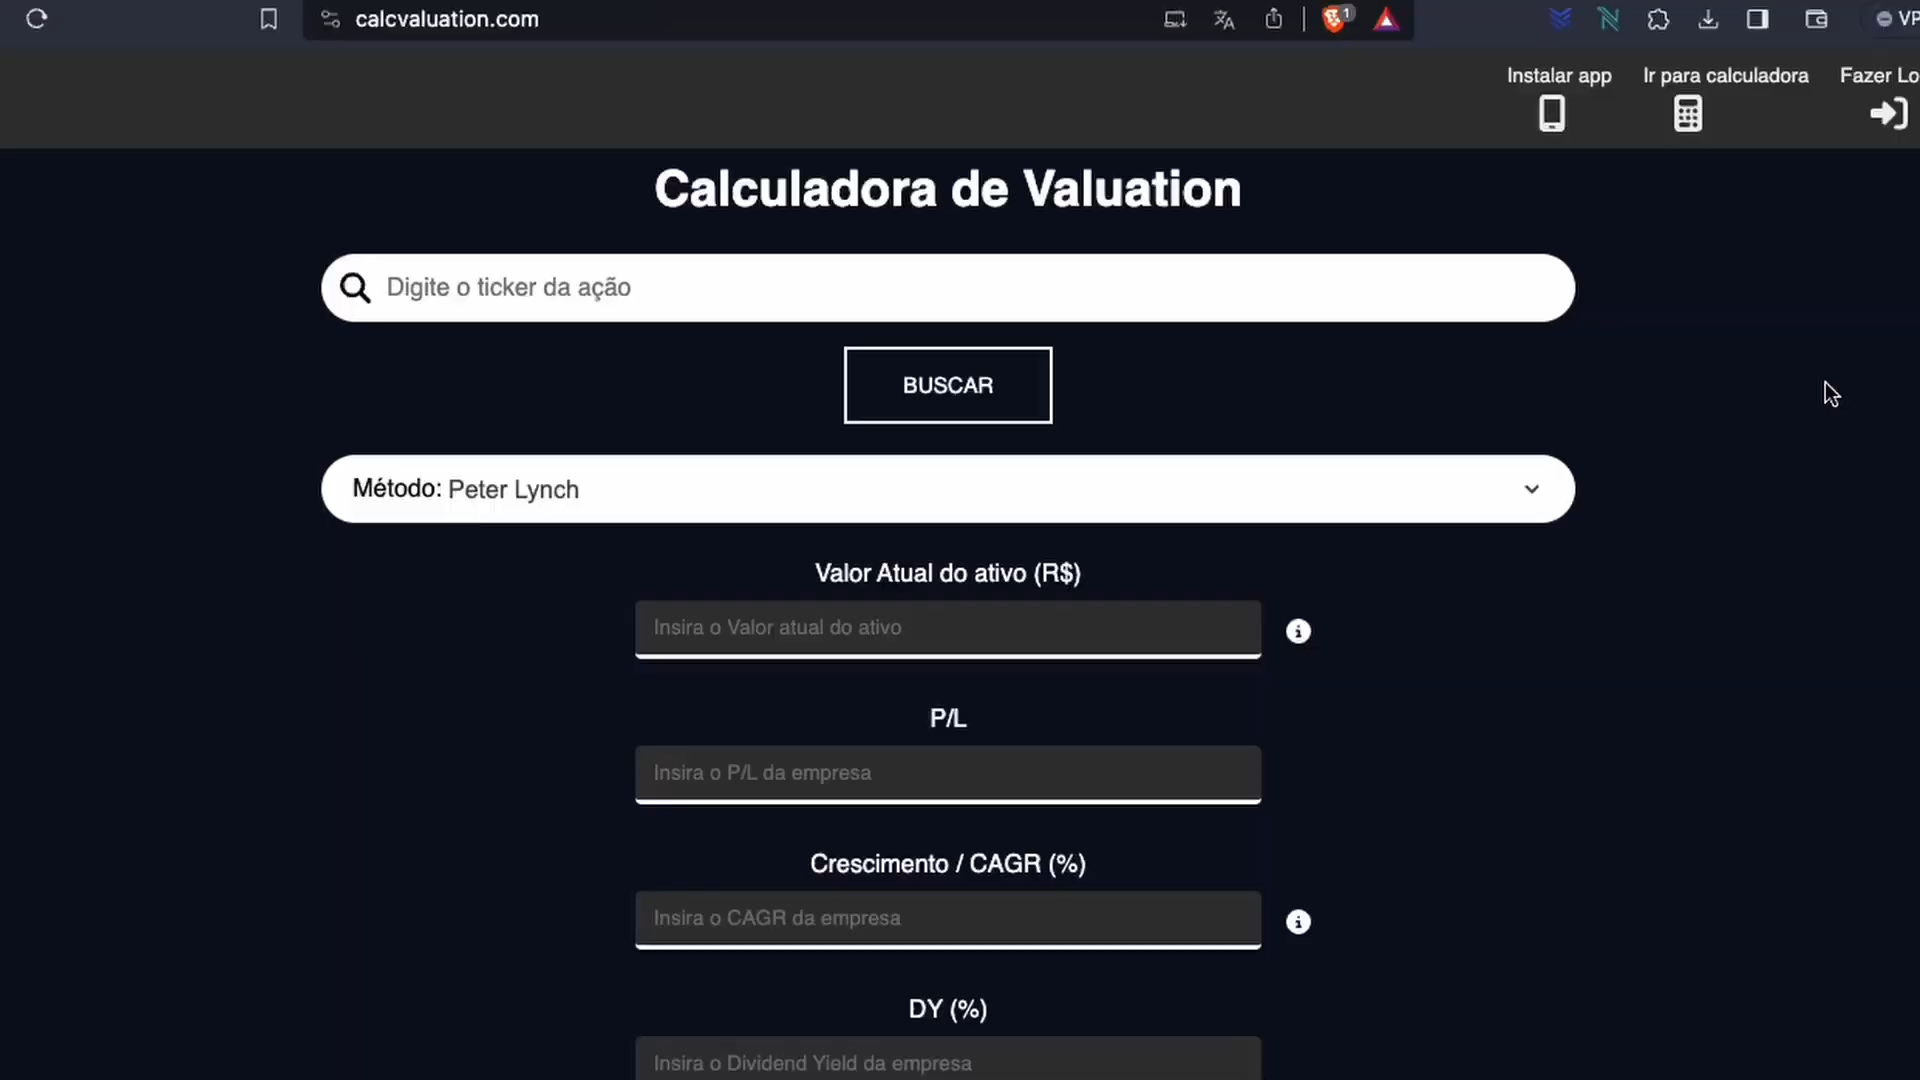 calcvaluation.com
1
Instalar app
Ir para calculadora
Calculadora de Valuation
Digite o ticker da ação
BUSCAR
Método: Peter Lynch
Valor Atual do ativo (R$)
Insira o Valor atual do ativo
P/L
Insira o P/L da empresa
Crescimento / CAGR (%)
Insira o CAGR da empresa
DY (%)
Insira o Dividend Yield da empresa